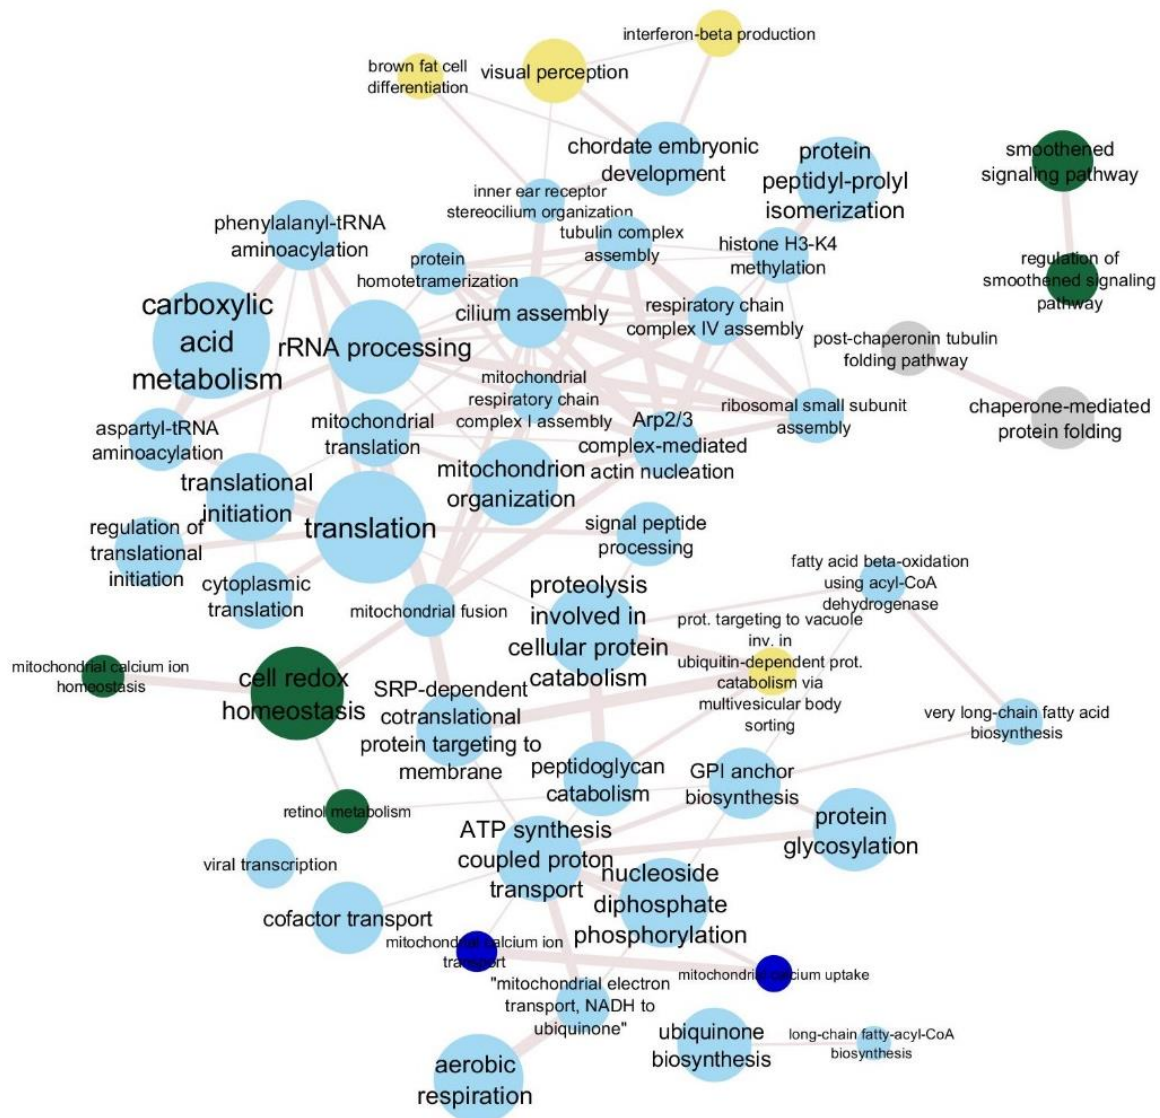 interferon-beta production
brown fat cell
differentiation
visual perception
chordate embryonic
development
protein
peptidyl-prolyl
isomerization
smoothened
signaling pathway
inner ear receptor
stereocilium organization
phenylalanyl-tRNA
aminoacylation
tubulin complex
assembly
histone H3-K4
methylation
protein
homotetramerization
regulation of
smoothened signaling
pathway
carboxylic
acid
metabolism
cilium assembly
respiratory chain
complex IV assembly
rRNA processing
post-chaperonin tubulin
folding pathway
mitochondrial
respiratory chain
complex I assembly
ribosomal small subunit
assembly
chaperone-mediated
protein folding
aspartyl-tRNA
aminoacylation
mitochondrial
translation
Arp2/3
complex-mediated
actin nucleation
mitochondrion
organization
translational
initiation
translation
regulation of
translational
initiation
signal peptide
processing
cytoplasmic
translation
mitochondrial fusion
proteolysis
involved in
cellular protein
catabolism
fatty acid beta-oxidation
using acyl-CoA
dehydrogenase
prot. targeting to vacuole
inv. in
ubiquitin-dependent prot.
catabolism via
multivesicular body
sorting
mitochondrial calcium ion
homeostasis
cell redox
homeostasis
SRP-dependent
cotranslational
protein targeting to
membrane
very long-chain fatty acid
biosynthesis
peptidoglycan
catabolism
GPI anchor
biosynthesis
retinol metabolism
ATP synthesis
coupled proton
transport
protein
glycosylation
viral transcription
nucleoside
diphosphate
phosphorylation
cofactor transport
mitochondrial calcium ion
transport
mitochondrial calcium uptake
"mitochondrial electron
transport, NADH to
ubiquinone"
ubiquinone
biosynthesis
long-chain fatty-acyl-CoA
biosynthesis
aerobic
respiration